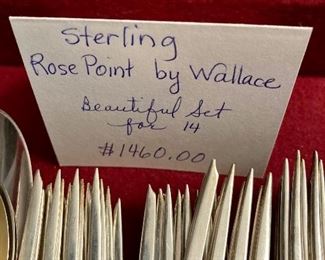 Sterling
Rose Point by Wallace
Beautiful Set
for 14
$1460.00